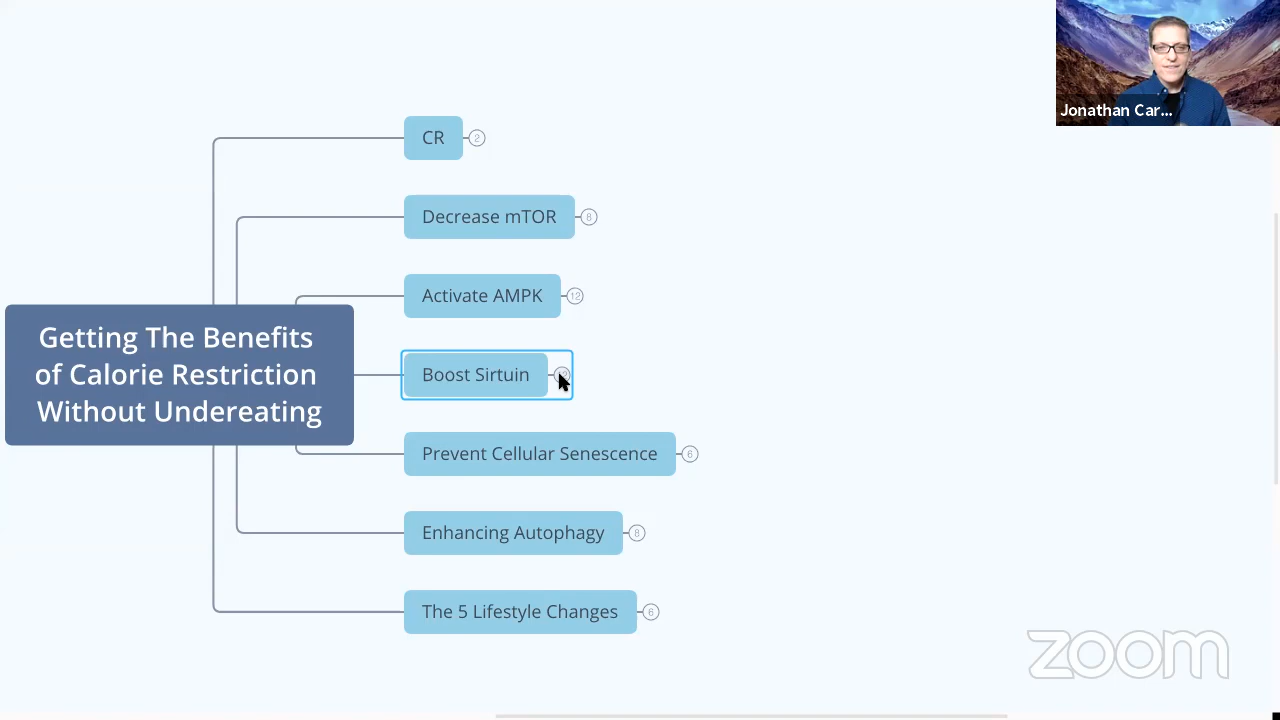 Jonathan Car...
CR
2
Decrease mTOR
8
Activate AMPK
12
Getting The Benefits
of Calorie Restriction
Without Undereating
Boost Sirtuin
Prevent Cellular Senescence
6
Enhancing Autophagy
8
The 5 Lifestyle Changes
6
zoom